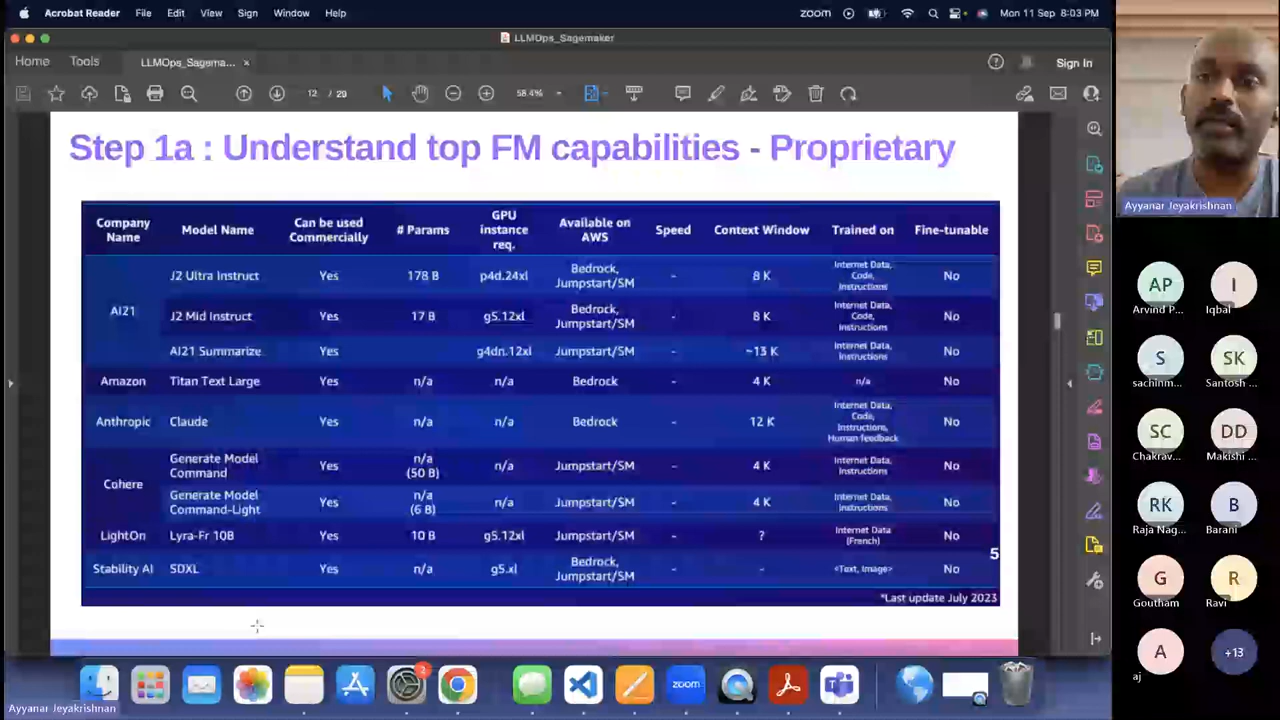 Acrobat Reader File Edit View Sign Window Help
zoom Mon 11 Sep 8:03 PM
LLMOps_Sagemaker
Home Tools LLMOps_Sagema... × Sign In
12 / 29 58.4%
Step 1a : Understand top FM capabilities - Proprietary
Company Name Model Name Can be used Commercially # Params GPU instance req. Available on AWS Speed Context Window Trained on Fine-tunable
AI21
J2 Ultra Instruct Yes 178 B p4d.24xl Bedrock, Jumpstart/SM - 8 K Internet Data, Code, Instructions No
J2 Mid Instruct Yes 17 B g5.12xl Bedrock, Jumpstart/SM - 8 K Internet Data, Code, Instructions No
AI21 Summarize Yes g4dn.12xl Jumpstart/SM - ~13 K Internet Data, Instructions No
Amazon Titan Text Large Yes n/a n/a Bedrock - 4 K n/a No
Anthropic Claude Yes n/a n/a Bedrock - 12 K Internet Data, Code, Instructions, Human feedback No
Cohere
Generate Model Command Yes n/a (50 B) n/a Jumpstart/SM - 4 K Internet Data, Instructions No
Generate Model Command-Light Yes n/a (6 B) n/a Jumpstart/SM - 4 K Internet Data, Instructions No
LightOn Lyra-Fr 10B Yes 10 B g5.12xl Jumpstart/SM - ? Internet Data (French) No
5
Stability AI SDXL Yes n/a g5.xl Bedrock, Jumpstart/SM - - <Text, Image> No
*Last update July 2023
2
zoom
Ayyanar Jeyakrishnan
Ayyanar Jeyakrishnan
AP I
Arvind P... Iqbal
S SK
sachinm... Santosh ...
SC DD
Chakrav... Makishi ...
RK B
Raja Nag... Barani
G R
Goutham Ravi
A +13
aj